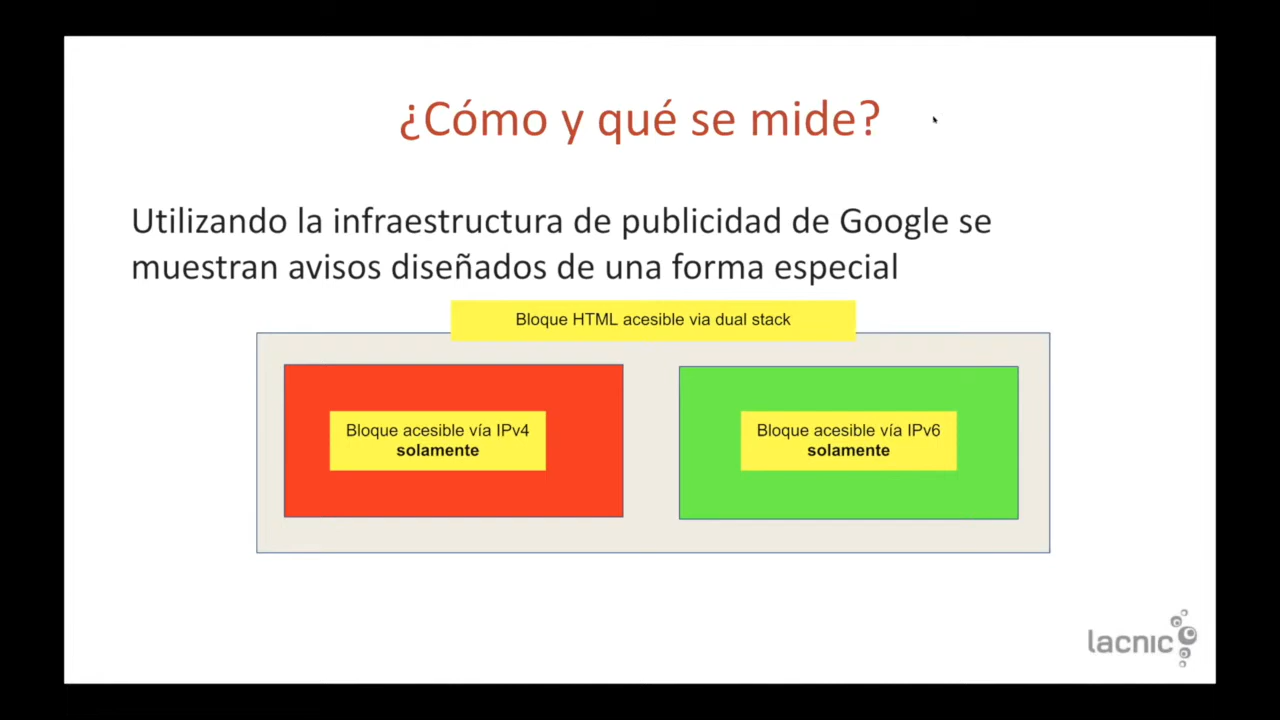 ¿Cómo y qué se mide?
Utilizando la infraestructura de publicidad de Google se
muestran avisos diseñados de una forma especial
Bloque HTML acesible via dual stack
Bloque acesible vía IPv4
solamente
Bloque acesible vía IPv6
solamente
lacnic